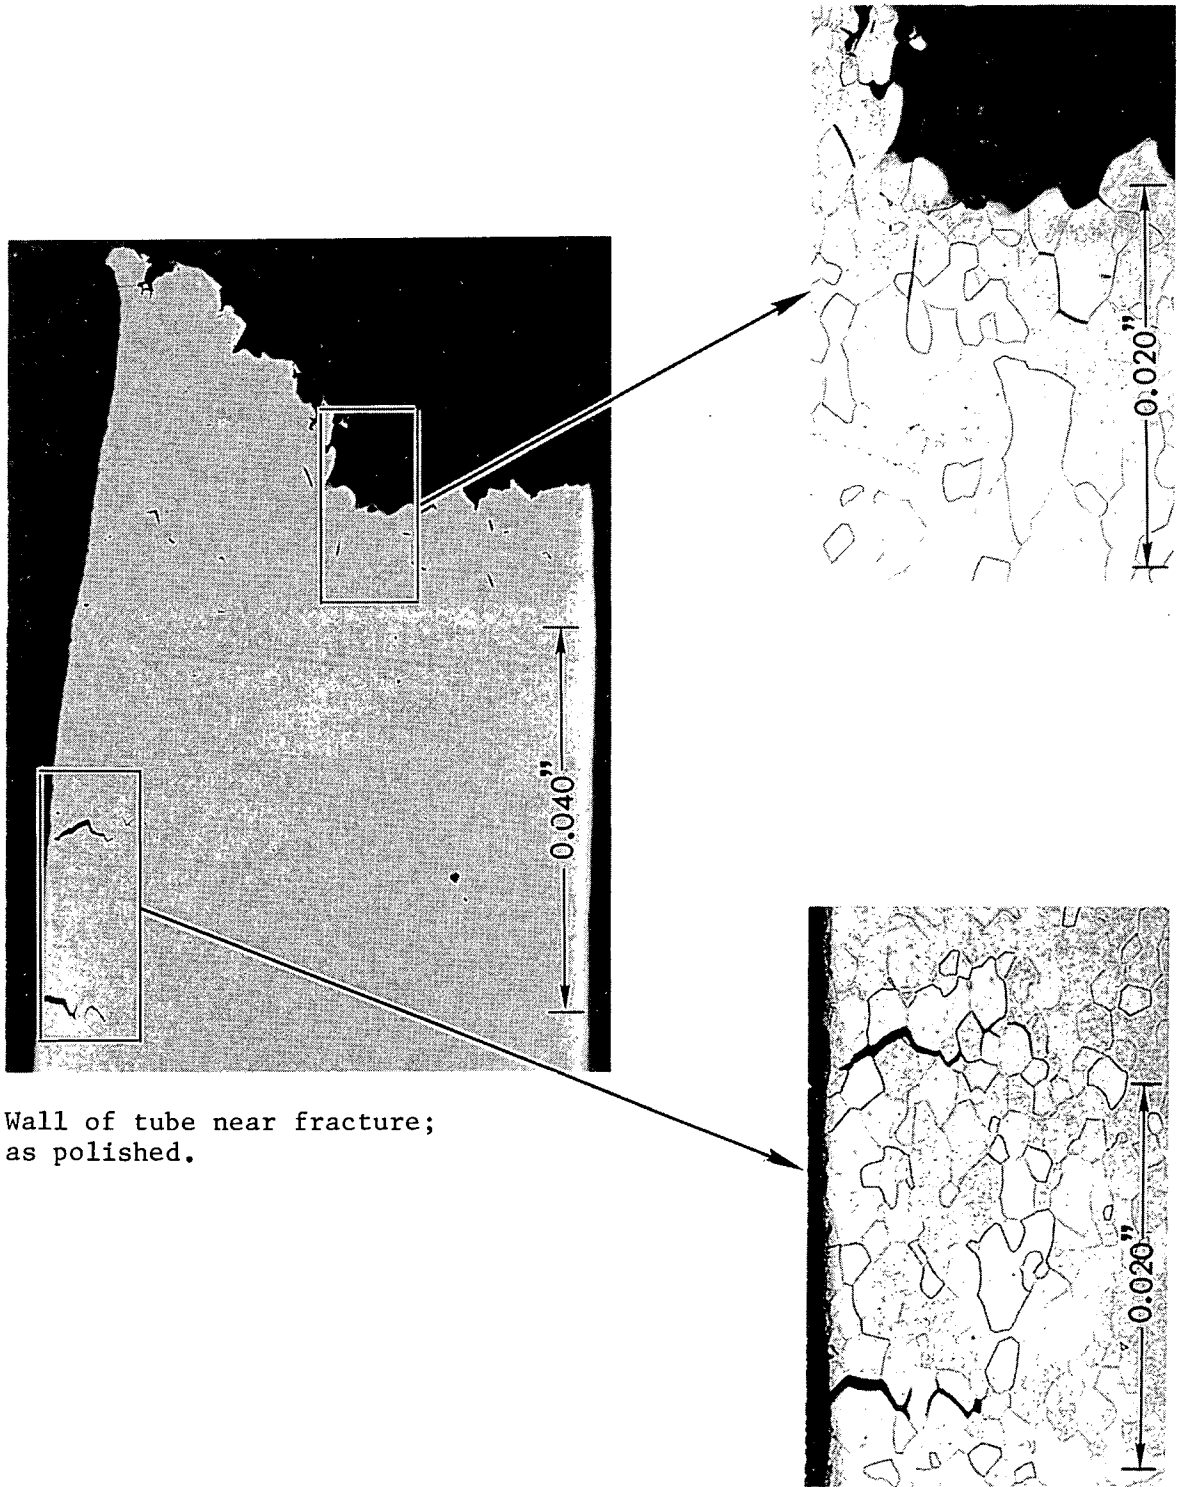 0.020”
0.040”
Wall of tube near fracture;
as polished.
0.020”